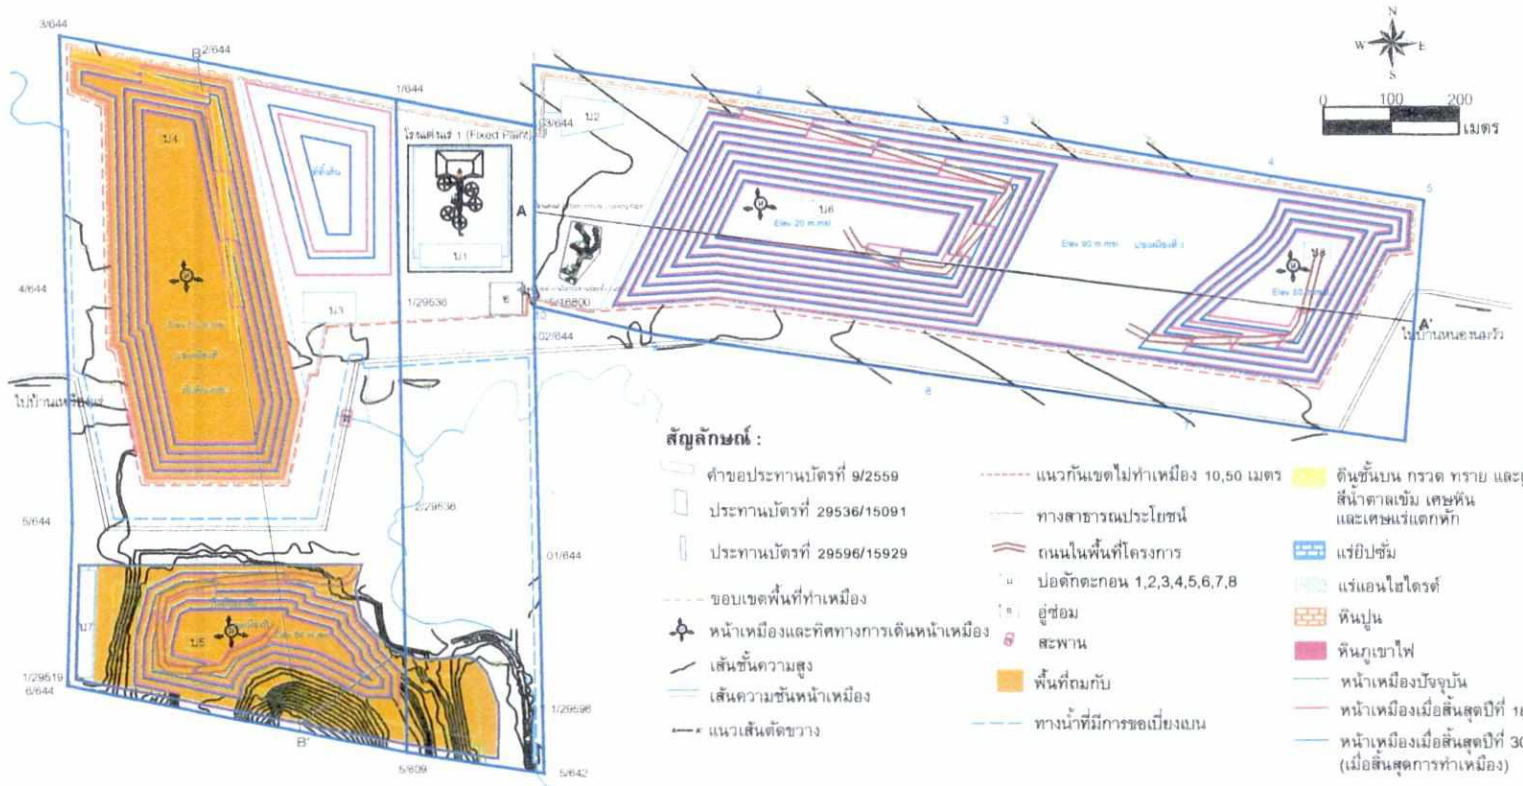 3/644
B
2/644
1/644
2
3
4
5
N
W
E
S
0 100 200
เมตร
03/644
บ2
โรงแต่งแร่ 1 (Fixed Plant)
บ4
บ1
A
บ6
Elev 20 m.msl
Elev 90 m.msl
บ8
4/644
บ3
1/29536
ซ
02/644
A'
ไปบ้านหนองนมวัว
6
7
5/644
2/29536
01/644
บ7
บ5
1/29519
6/644
B'
5/609
1/29596
5/642
สัญลักษณ์ :
คำขอประทานบัตรที่ 9/2559
ประทานบัตรที่ 29536/15091
ประทานบัตรที่ 29596/15929
ขอบเขตพื้นที่ทำเหมือง
หน้าเหมืองและทิศทางการเดินหน้าเหมือง
เส้นชั้นความสูง
เส้นความชันหน้าเหมือง
แนวเส้นตัดขวาง
แนวกันเขตไม่ทำเหมือง 10,50 เมตร
ทางสาธารณประโยชน์
ถนนในพื้นที่โครงการ
บ่อดักตะกอน 1,2,3,4,5,6,7,8
อู่ซ่อม
สะพาน
พื้นที่ถมกับ
ทางน้ำที่มีการขอเบี่ยงเบน
ดินชั้นบน กรวด ทราย และ
สีน้ำตาลเข้ม เศษหิน
และเศษแร่แตกหัก
แร่ยิปซั่ม
แร่แอนไฮไดรต์
หินปูน
หินภูเขาไฟ
หน้าเหมืองปัจจุบัน
หน้าเหมืองเมื่อสิ้นสุดปีที่
หน้าเหมืองเมื่อสิ้นสุดปีที่ 30
(เมื่อสิ้นสุดการทำเหมือง)